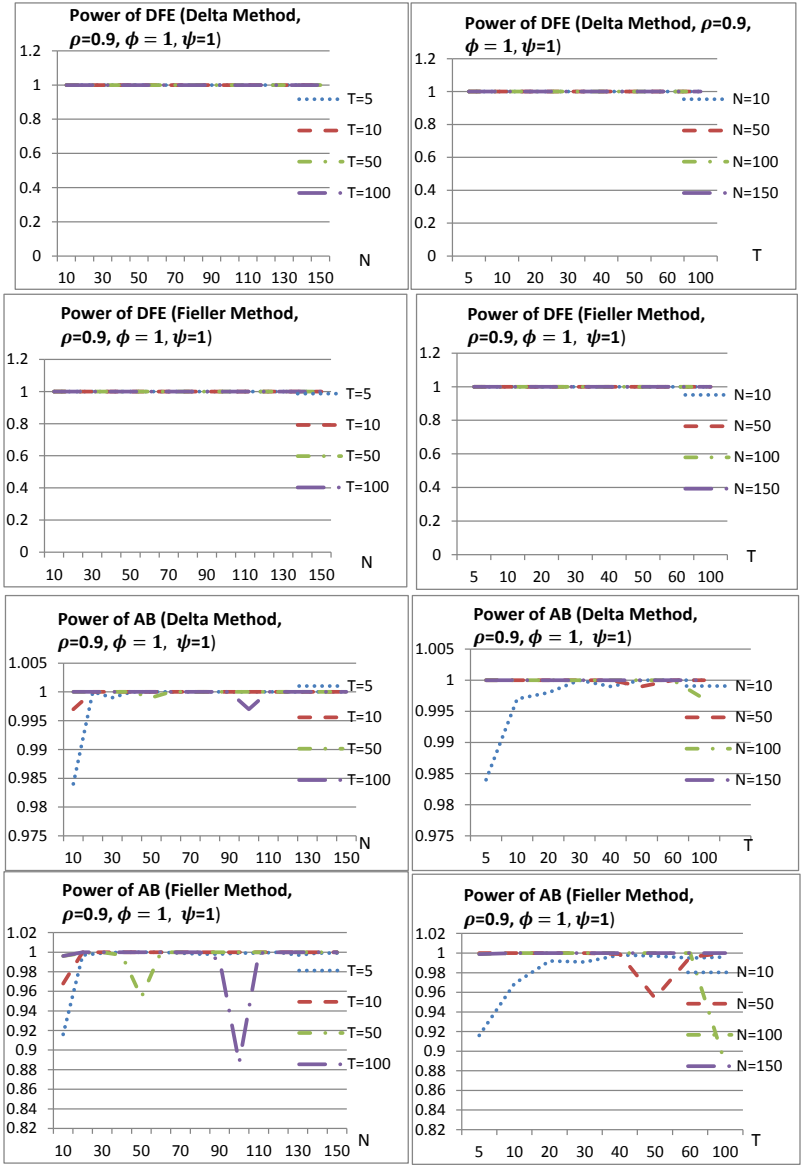 Power of DFE (Delta Method,
ρ=0.9, ϕ = 1, ψ=1)
1.2
1
0.8
0.6
0.4
0.2
0
10 30 50 70 90 110 130 150
N
T=5
T=10
T=50
T=100
Power of DFE (Delta Method, ρ=0.9,
ϕ = 1, ψ=1)
1.2
1
0.8
0.6
0.4
0.2
0
5 10 20 30 40 50 60 100
T
N=10
N=50
N=100
N=150
Power of DFE (Fieller Method,
ρ=0.9, ϕ = 1, ψ=1)
1.2
1
0.8
0.6
0.4
0.2
0
10 30 50 70 90 110 130 150
N
T=5
T=10
T=50
T=100
Power of DFE (Fieller Method,
ρ=0.9, ϕ = 1, ψ=1)
1.2
1
0.8
0.6
0.4
0.2
0
5 10 20 30 40 50 60 100
T
N=10
N=50
N=100
N=150
Power of AB (Delta Method,
ρ=0.9, ϕ = 1, ψ=1)
1.005
1
0.995
0.99
0.985
0.98
0.975
10 30 50 70 90 110 130 150
N
T=5
T=10
T=50
T=100
Power of AB (Delta Method,
ρ=0.9, ϕ = 1, ψ=1)
1.005
1
0.995
0.99
0.985
0.98
0.975
5 10 20 30 40 50 60 100
T
N=10
N=50
N=100
N=150
Power of AB (Fieller Method,
ρ=0.9, ϕ = 1, ψ=1)
1.02
1
0.98
0.96
0.94
0.92
0.9
0.88
0.86
0.84
0.82
10 30 50 70 90 110 130 150
N
T=5
T=10
T=50
T=100
Power of AB (Fieller Method,
ρ=0.9, ϕ = 1, ψ=1)
1.02
1
0.98
0.96
0.94
0.92
0.9
0.88
0.86
0.84
0.82
5 10 20 30 40 50 60 100
T
N=10
N=50
N=100
N=150